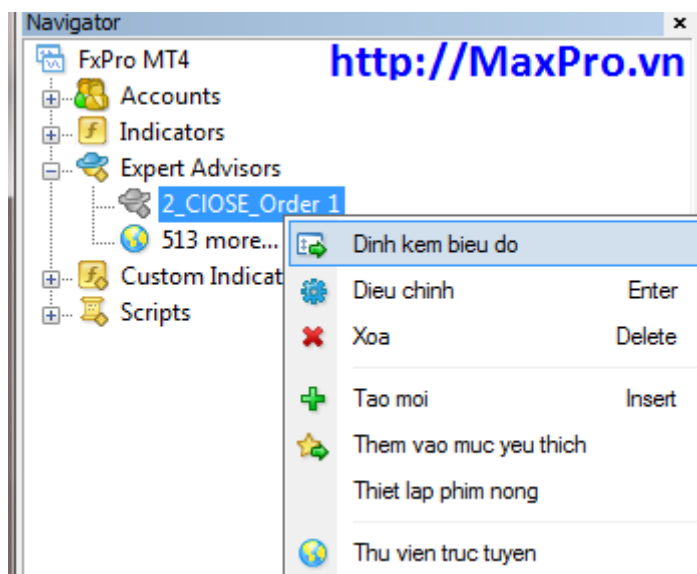 Navigator
FxPro MT4
http://MaxPro.vn
Accounts
Indicators
Expert Advisors
2_ClOSE_Order 1
513 more...
Custom Indicat
Scripts
Dinh kem bieu do
Dieu chinh Enter
Xoa Delete
Tao moi Insert
Them vao muc yeu thich
Thiet lap phim nong
Thu vien truc tuyen